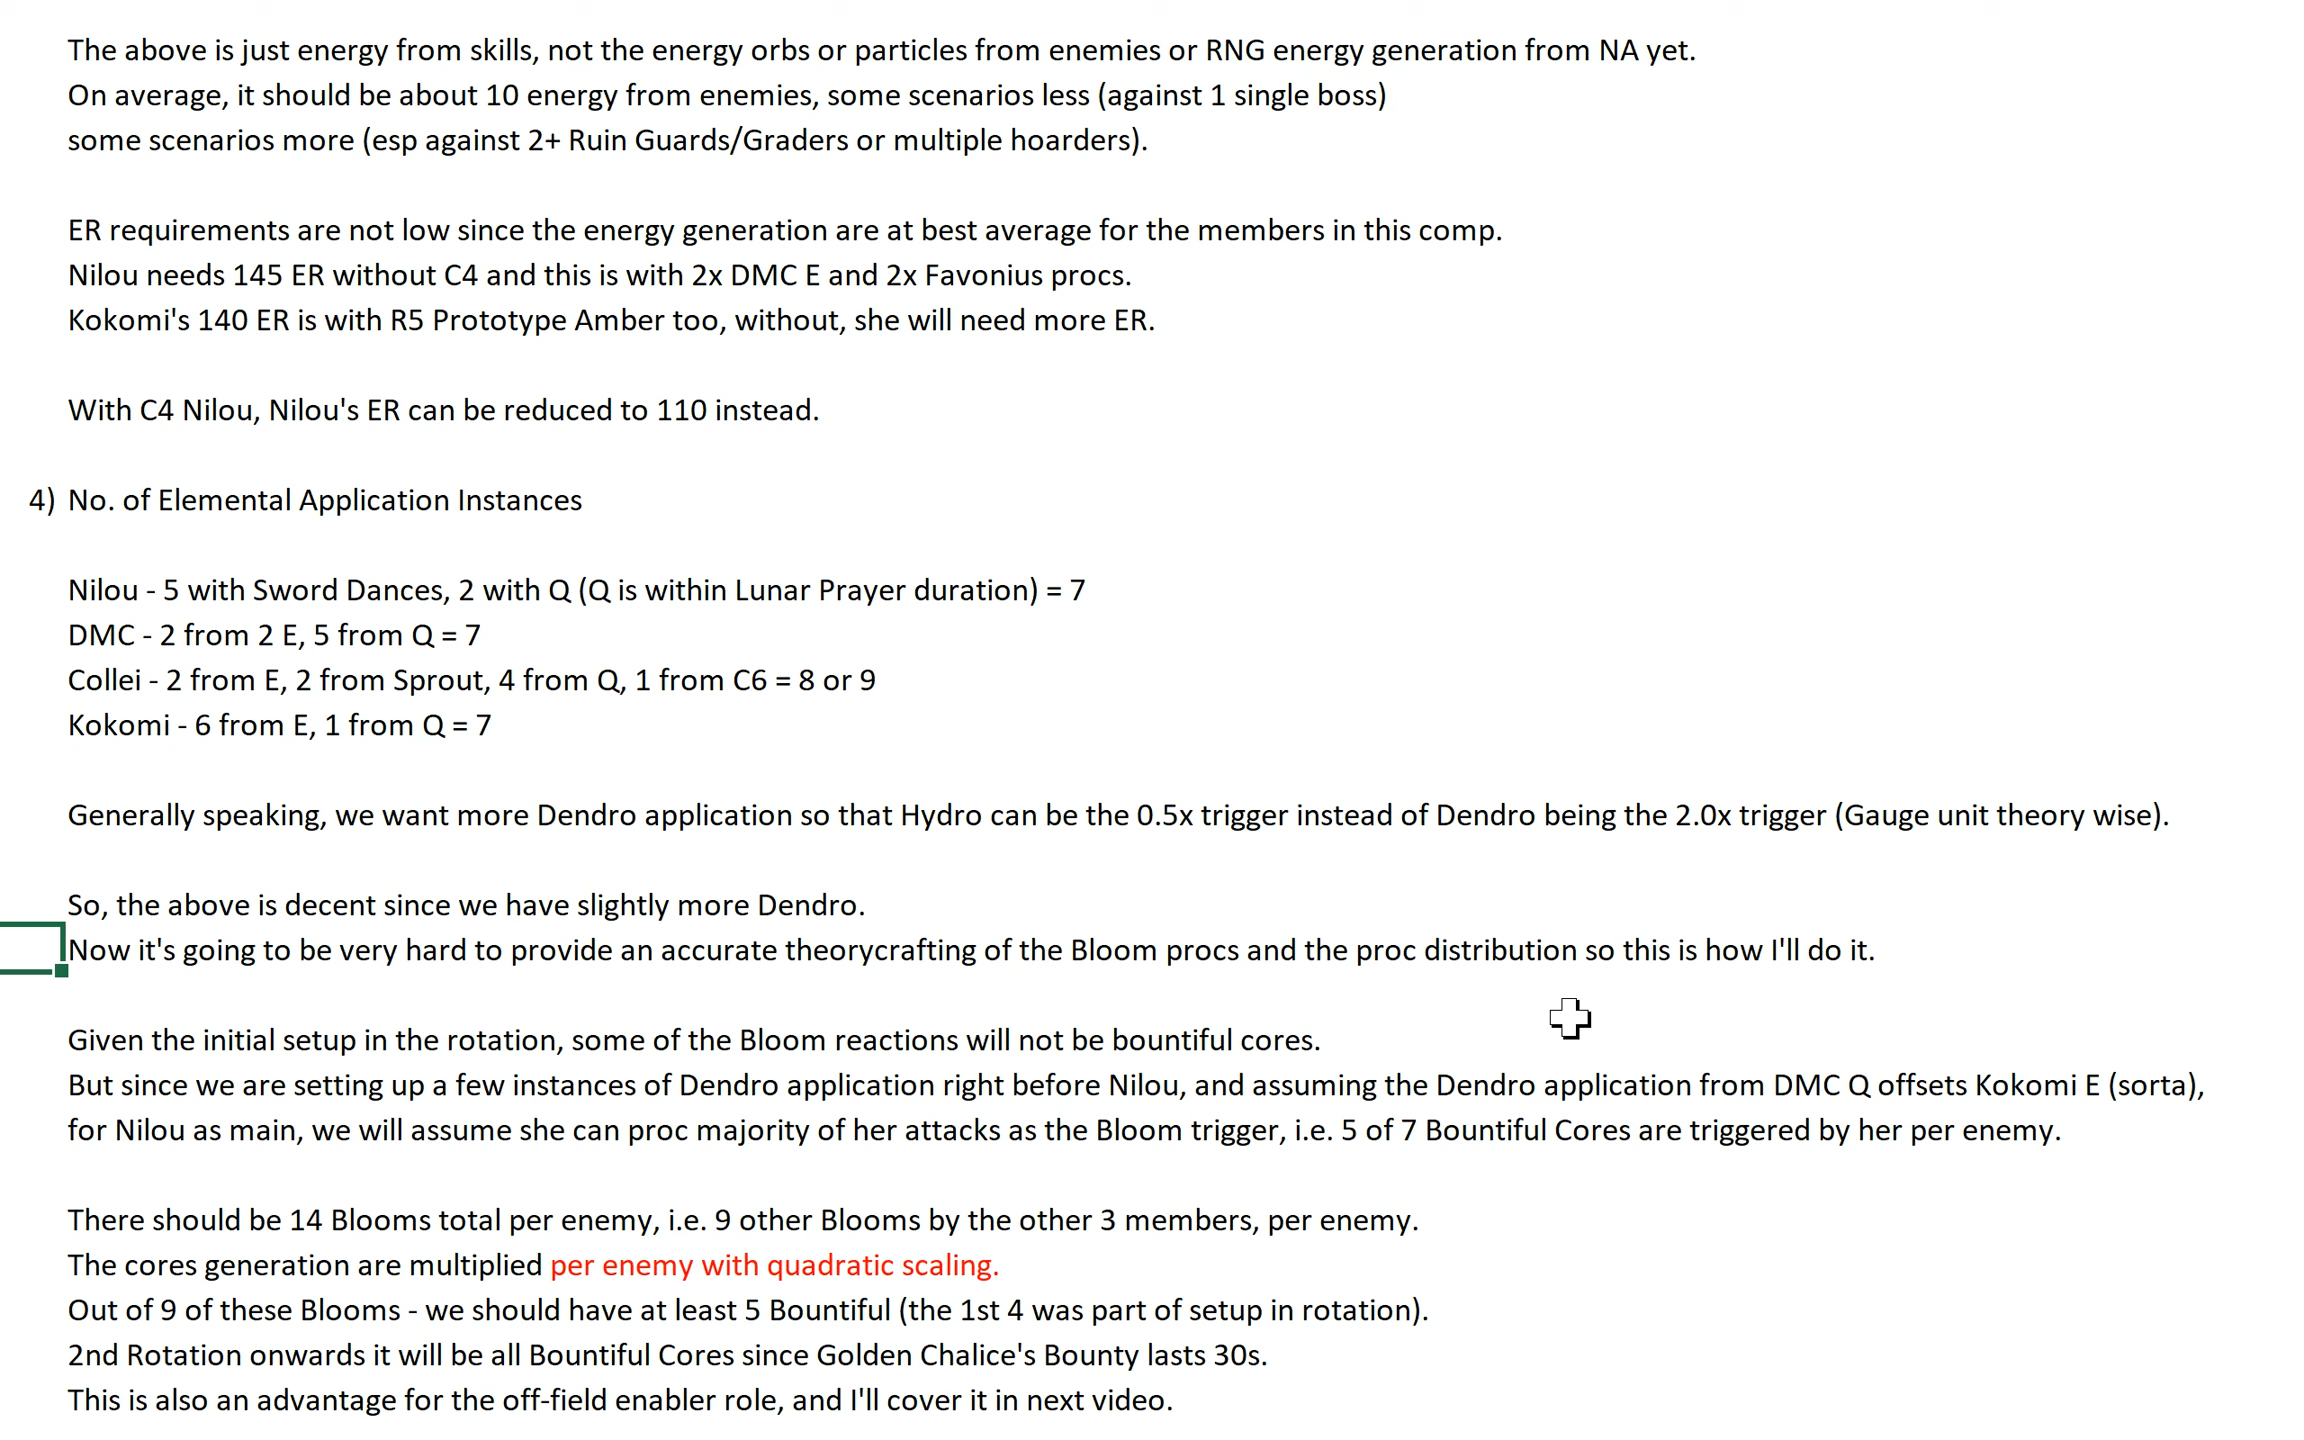 The above is just energy from skills, not the energy orbs or particles from enemies or RNG energy generation from NA yet.
On average, it should be about 10 energy from enemies, some scenarios less (against 1 single boss)
some scenarios more (esp against 2+ Ruin Guards/Graders or multiple hoarders).
ER requirements are not low since the energy generation are at best average for the members in this comp.
Nilou needs 145 ER without C4 and this is with 2x DMC E and 2x Favonius procs.
Kokomi's 140 ER is with R5 Prototype Amber too, without, she will need more ER.
With C4 Nilou, Nilou's ER can be reduced to 110 instead.
4) No. of Elemental Application Instances
Nilou - 5 with Sword Dances, 2 with Q (Q is within Lunar Prayer duration) = 7
DMC - 2 from 2 E, 5 from Q = 7
Collei - 2 from E, 2 from Sprout, 4 from Q, 1 from C6 = 8 or 9
Kokomi - 6 from E, 1 from Q = 7
Generally speaking, we want more Dendro application so that Hydro can be the 0.5x trigger instead of Dendro being the 2.0x trigger (Gauge unit theory wise).
So, the above is decent since we have slightly more Dendro.
Now it's going to be very hard to provide an accurate theorycrafting of the Bloom procs and the proc distribution so this is how I'll do it.
Given the initial setup in the rotation, some of the Bloom reactions will not be bountiful cores.
But since we are setting up a few instances of Dendro application right before Nilou, and assuming the Dendro application from DMC Q offsets Kokomi E (sorta),
for Nilou as main, we will assume she can proc majority of her attacks as the Bloom trigger, i.e. 5 of 7 Bountiful Cores are triggered by her per enemy.
There should be 14 Blooms total per enemy, i.e. 9 other Blooms by the other 3 members, per enemy.
The cores generation are multiplied per enemy with quadratic scaling.
Out of 9 of these Blooms - we should have at least 5 Bountiful (the 1st 4 was part of setup in rotation).
2nd Rotation onwards it will be all Bountiful Cores since Golden Chalice's Bounty lasts 30s.
This is also an advantage for the off-field enabler role, and I'll cover it in next video.